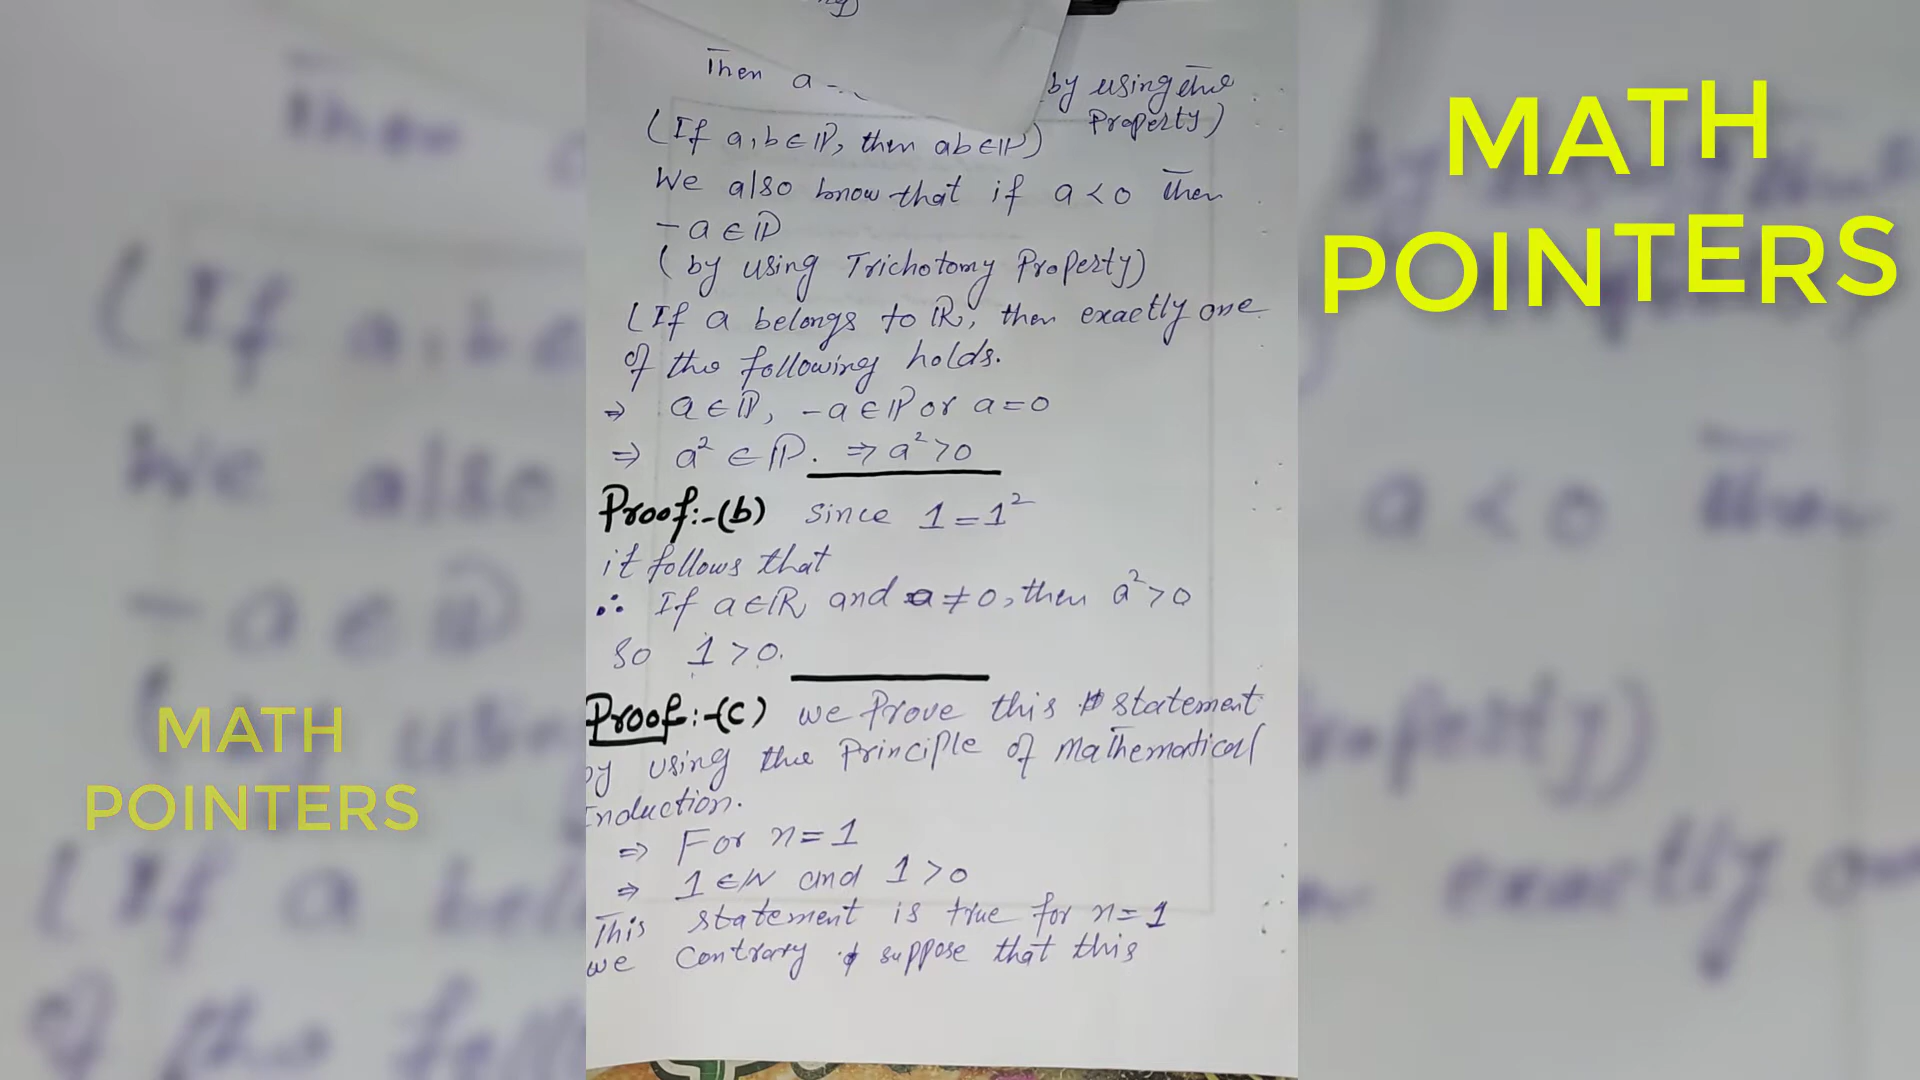 Then a
by using the
Property)
(If a,b∈ℙ, then ab∈ℙ)
We also know that if a<0 then
-a∈ℙ
(by using Trichotomy Property)
(If a belongs to ℝ, then exactly one
of the following holds.
⇒ a∈ℙ, -a∈ℙ or a=0
⇒ a²∈ℙ. ⇒ a²>0
Proof:-(b) Since 1=1²
it follows that
∴ If a∈ℝ and a≠0, then a²>0
So 1>0.
Proof:-(c) we Prove this statement
by using the Principle of Mathematical
Induction.
⇒ For n=1
⇒ 1∈ℕ and 1>0
This statement is true for n=1
we contrary suppose that this
MATH
POINTERS
MATH
POINTERS